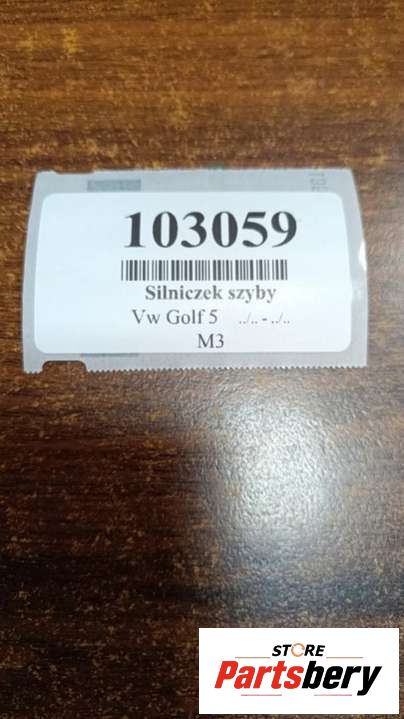 103059
Silniczek szyby
Vw Golf 5 ../.. - ../..
M3
STORE
Partsbery